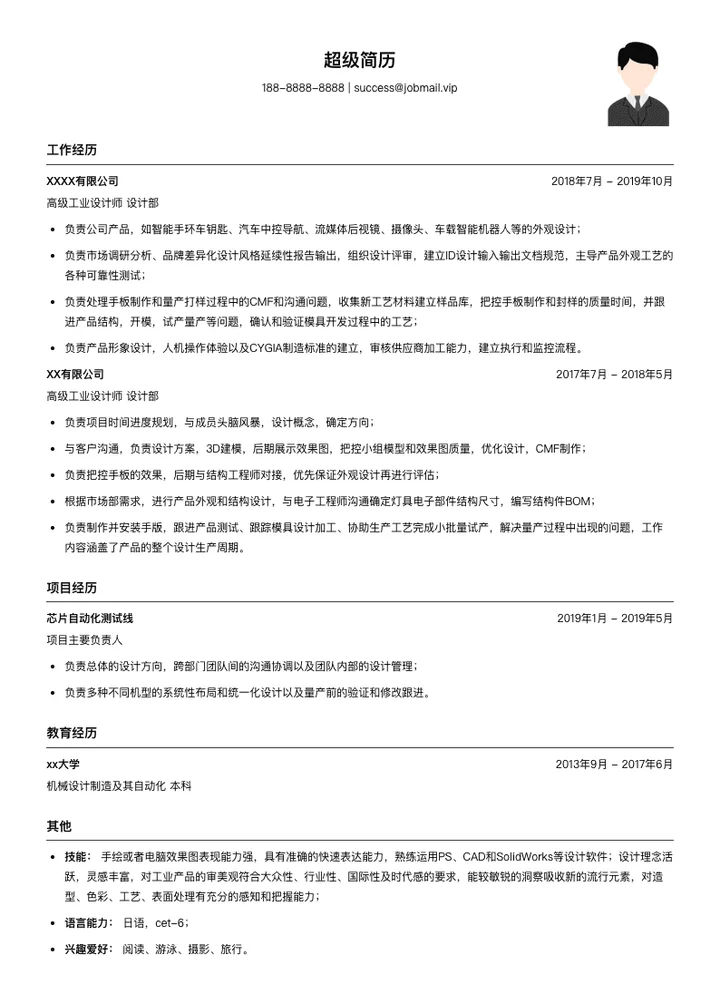 超级简历
188-8888-8888 | success@jobmail.vip
工作经历
XXXX有限公司 2018年7月 – 2019年10月
高级工业设计师 设计部
• 负责公司产品，如智能手环车钥匙、汽车中控导航、流媒体后视镜、摄像头、车载智能机器人等的外观设计；
• 负责市场调研分析、品牌差异化设计风格延续性报告输出，组织设计评审，建立ID设计输入输出文档规范，主导产品外观工艺的
各种可靠性测试；
• 负责处理手板制作和量产打样过程中的CMF和沟通问题，收集新工艺材料建立样品库，把控手板制作和封样的质量时间，并跟
进产品结构，开模，试产量产等问题，确认和验证模具开发过程中的工艺；
• 负责产品形象设计，人机操作体验以及CYGIA制造标准的建立，审核供应商加工能力，建立执行和监控流程。
XX有限公司 2017年7月 – 2018年5月
高级工业设计师 设计部
• 负责项目时间进度规划，与成员头脑风暴，设计概念，确定方向；
• 与客户沟通，负责设计方案，3D建模，后期展示效果图，把控小组模型和效果图质量，优化设计，CMF制作；
• 负责把控手板的效果，后期与结构工程师对接，优先保证外观设计再进行评估；
• 根据市场部需求，进行产品外观和结构设计，与电子工程师沟通确定灯具电子部件结构尺寸，编写结构件BOM；
• 负责制作并安装手版，跟进产品测试、跟踪模具设计加工、协助生产工艺完成小批量试产，解决量产过程中出现的问题，工作
内容涵盖了产品的整个设计生产周期。
项目经历
芯片自动化测试线 2019年1月 – 2019年5月
项目主要负责人
• 负责总体的设计方向，跨部门团队间的沟通协调以及团队内部的设计管理；
• 负责多种不同机型的系统性布局和统一化设计以及量产前的验证和修改跟进。
教育经历
xx大学 2013年9月 – 2017年6月
机械设计制造及其自动化 本科
其他
• 技能： 手绘或者电脑效果图表现能力强，具有准确的快速表达能力，熟练运用PS、CAD和SolidWorks等设计软件；设计理念活
跃，灵感丰富，对工业产品的审美观符合大众性、行业性、国际性及时代感的要求，能较敏锐的洞察吸收新的流行元素，对造
型、色彩、工艺、表面处理有充分的感知和把握能力；
• 语言能力： 日语，cet-6；
• 兴趣爱好： 阅读、游泳、摄影、旅行。